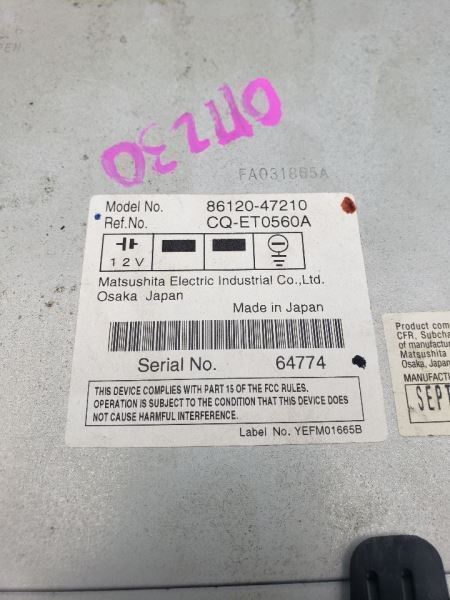 PEN
FA031865A
Model No. 86120-47210
Ref.No. CQ-ET0560A
12V
Matsushita Electric Industrial Co.,Ltd.
Osaka Japan
Made in Japan
Serial No. 64774
THIS DEVICE COMPLIES WITH PART 15 OF THE FCC RULES.
OPERATION IS SUBJECT TO THE CONDITION THAT THIS DEVICE DOES
NOT CAUSE HARMFUL INTERFERENCE.
Label No. YEFM01665B
Product com
CFR, Subcha
of manufactur
Matsushita
Osaka, Japan
MANUFACTU
SEPT